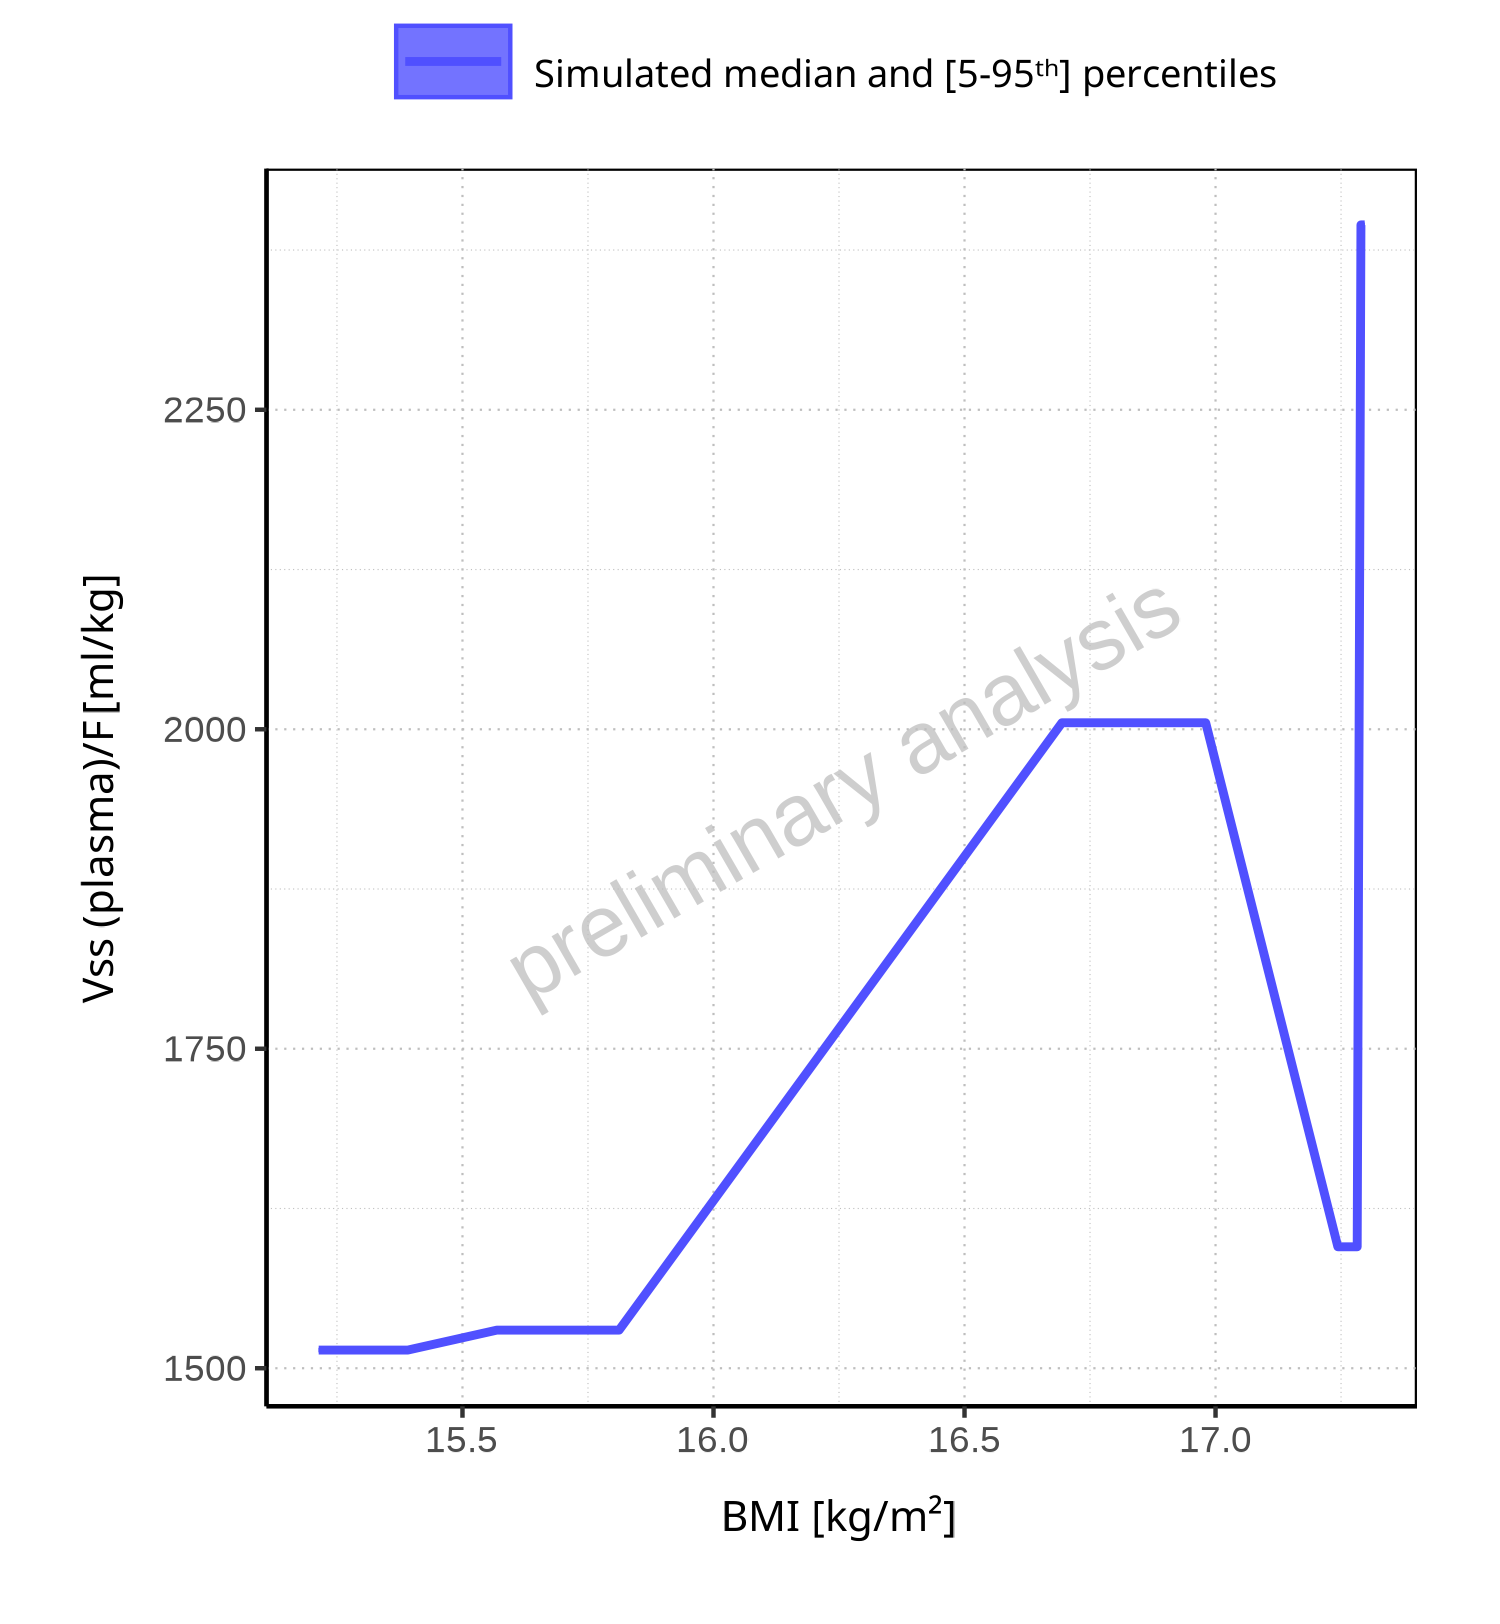 Simulated median and [5-95ᵗʰ] percentiles
Vss (plasma)/F [ml/kg]
2250
2000
1750
1500
preliminary analysis
15.5 16.0 16.5 17.0
BMI [kg/m²]